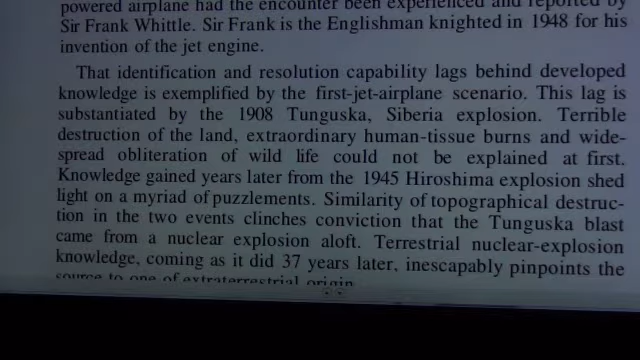 powered airplane had the encounter been experienced and reported by
Sir Frank Whittle. Sir Frank is the Englishman knighted in 1948 for his
invention of the jet engine.
That identification and resolution capability lags behind developed
knowledge is exemplified by the first-jet-airplane scenario. This lag is
substantiated by the 1908 Tunguska, Siberia explosion. Terrible
destruction of the land, extraordinary human-tissue burns and wide-
spread obliteration of wild life could not be explained at first.
Knowledge gained years later from the 1945 Hiroshima explosion shed
light on a myriad of puzzlements. Similarity of topographical destruc-
tion in the two events clinches conviction that the Tunguska blast
came from a nuclear explosion aloft. Terrestrial nuclear-explosion
knowledge, coming as it did 37 years later, inescapably pinpoints the
source to one of extraterrestrial origin